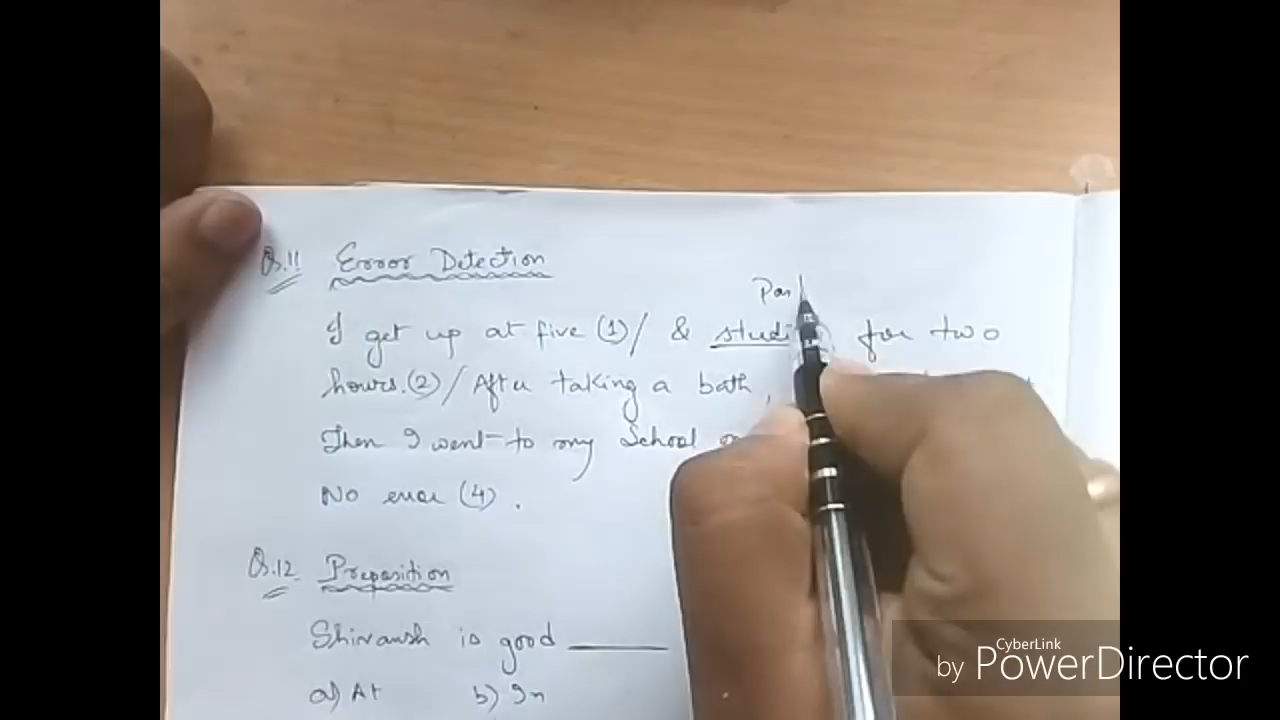 Q.11 Error Detection
Pas
I get up at five (1)/ & studi for two
hours.(2)/After taking a bath,
Then I went to my School
No error (4).
Q.12 Preposition
Shivansh is good ______
a) At b) In
CyberLink
by PowerDirector